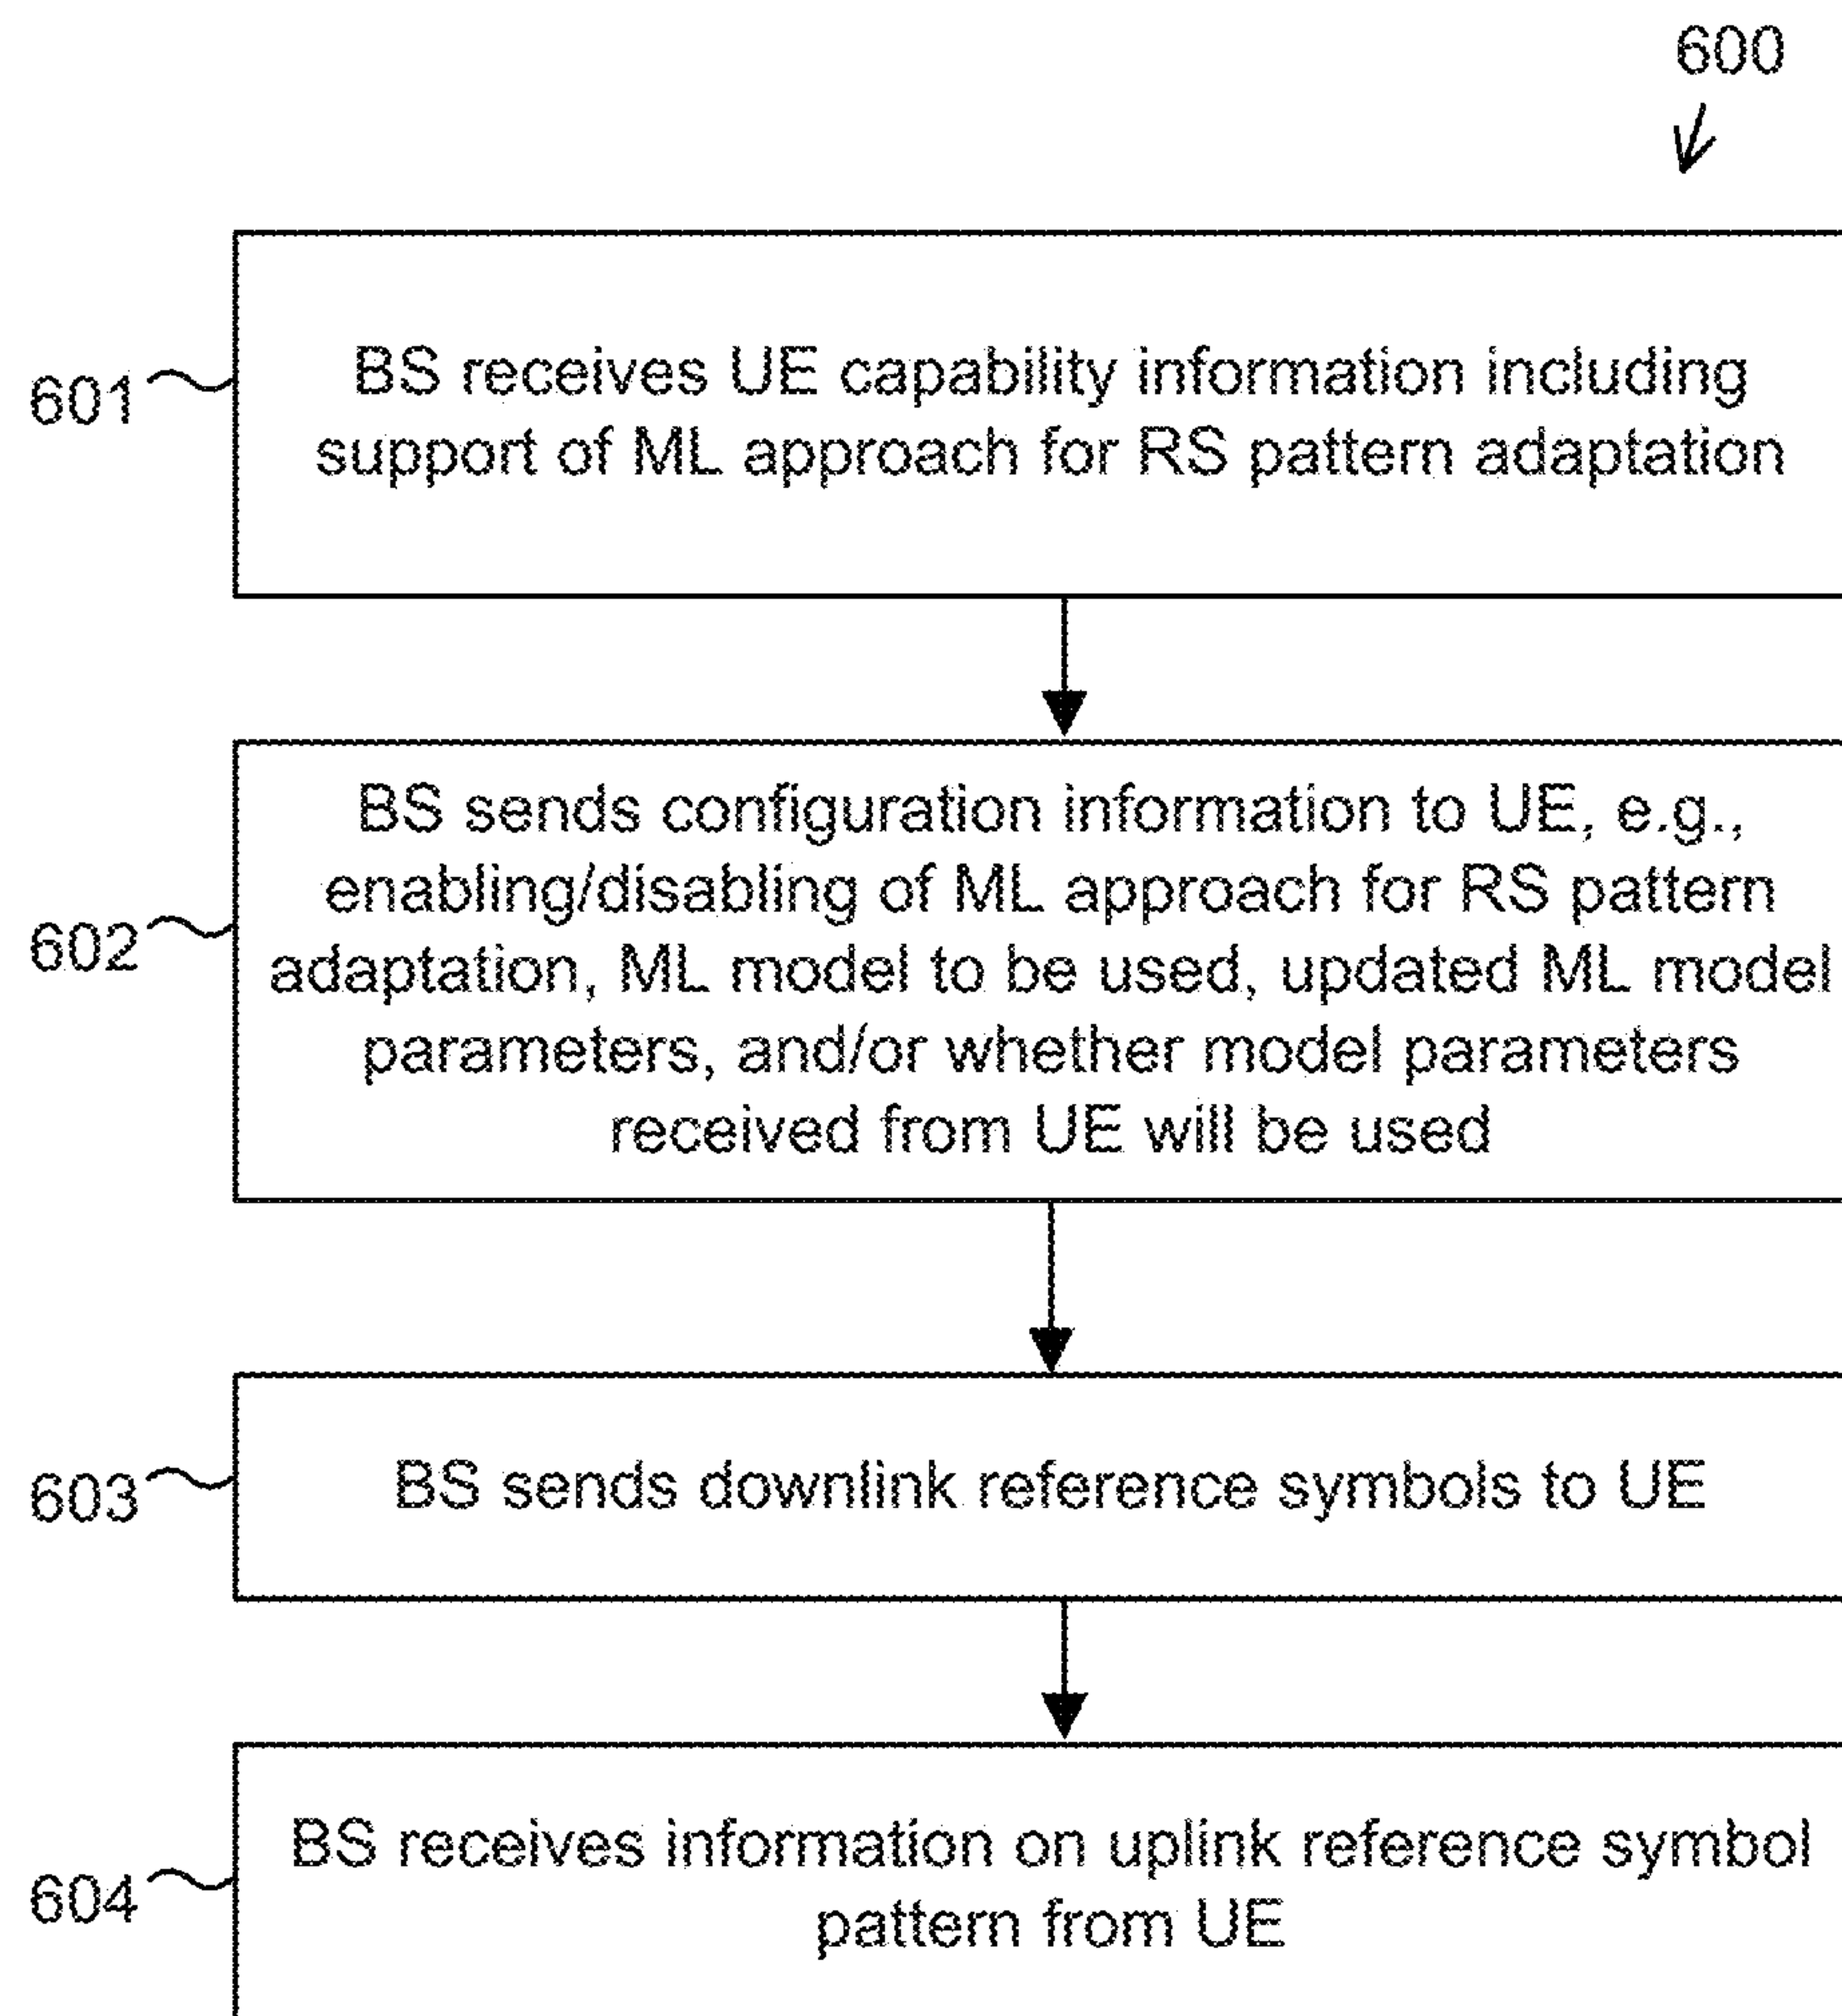 600
601
BS receives UE capability information including
support of ML approach for RS pattern adaptation
602
BS sends configuration information to UE, e.g.,
enabling/disabling of ML approach for RS pattern
adaptation, ML model to be used, updated ML model
parameters, and/or whether model parameters
received from UE will be used
603
BS sends downlink reference symbols to UE
604
BS receives information on uplink reference symbol
pattern from UE